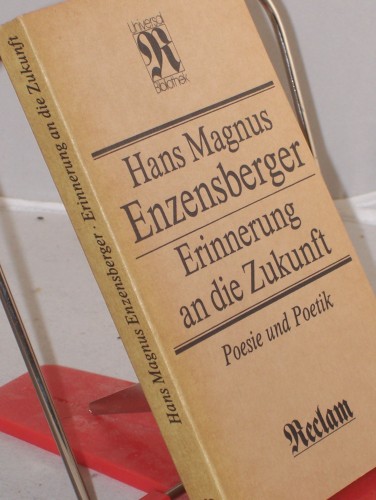 Universal
R
Bibliothek
Hans Magnus
Enzensberger
Erinnerung
an die Zukunft
Poesie und Poetik
Reclam
Hans Magnus Enzensberger · Erinnerung an die Zukunft